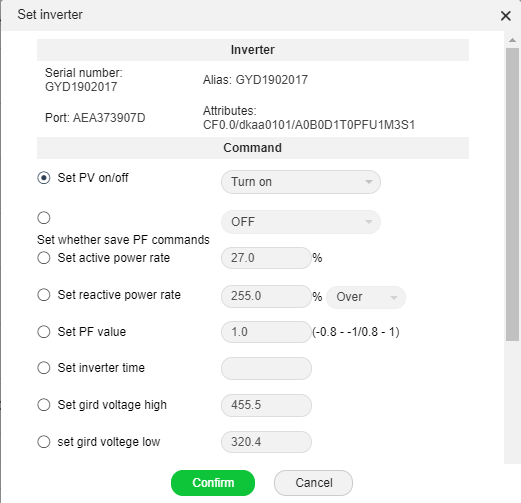 Set inverter
Inverter
Serial number:
GYD1902017
Alias: GYD1902017
Port: AEA373907D
Attributes:
CF0.0/dkaa0101/A0B0D1T0PFU1M3S1
Command
Set PV on/off
Turn on
OFF
Set whether save PF commands
Set active power rate
27.0 %
Set reactive power rate
255.0 % Over
Set PF value
1.0 (-0.8 - -1/0.8 - 1)
Set inverter time
Set gird voltage high
455.5
set gird voltege low
320.4
Confirm
Cancel